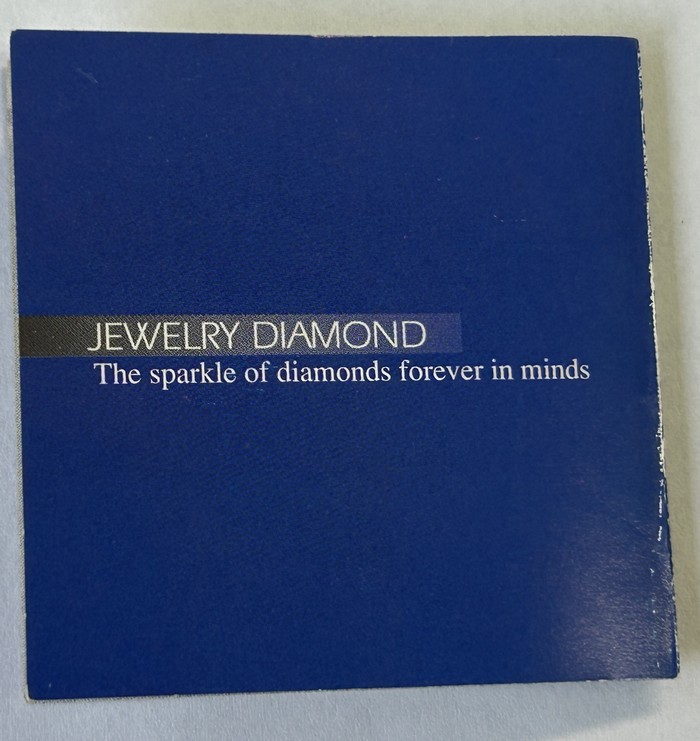 JEWELRY DIAMOND
The sparkle of diamonds forever in minds